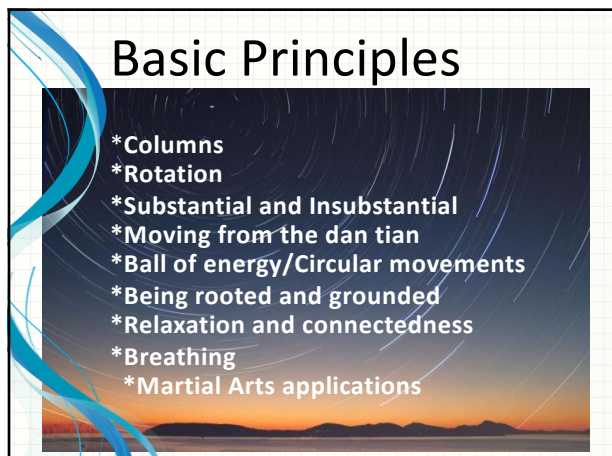 Basic Principles
*Columns
*Rotation
*Substantial and Insubstantial
*Moving from the dan tian
*Ball of energy/Circular movements
*Being rooted and grounded
*Relaxation and connectedness
*Breathing
*Martial Arts applications